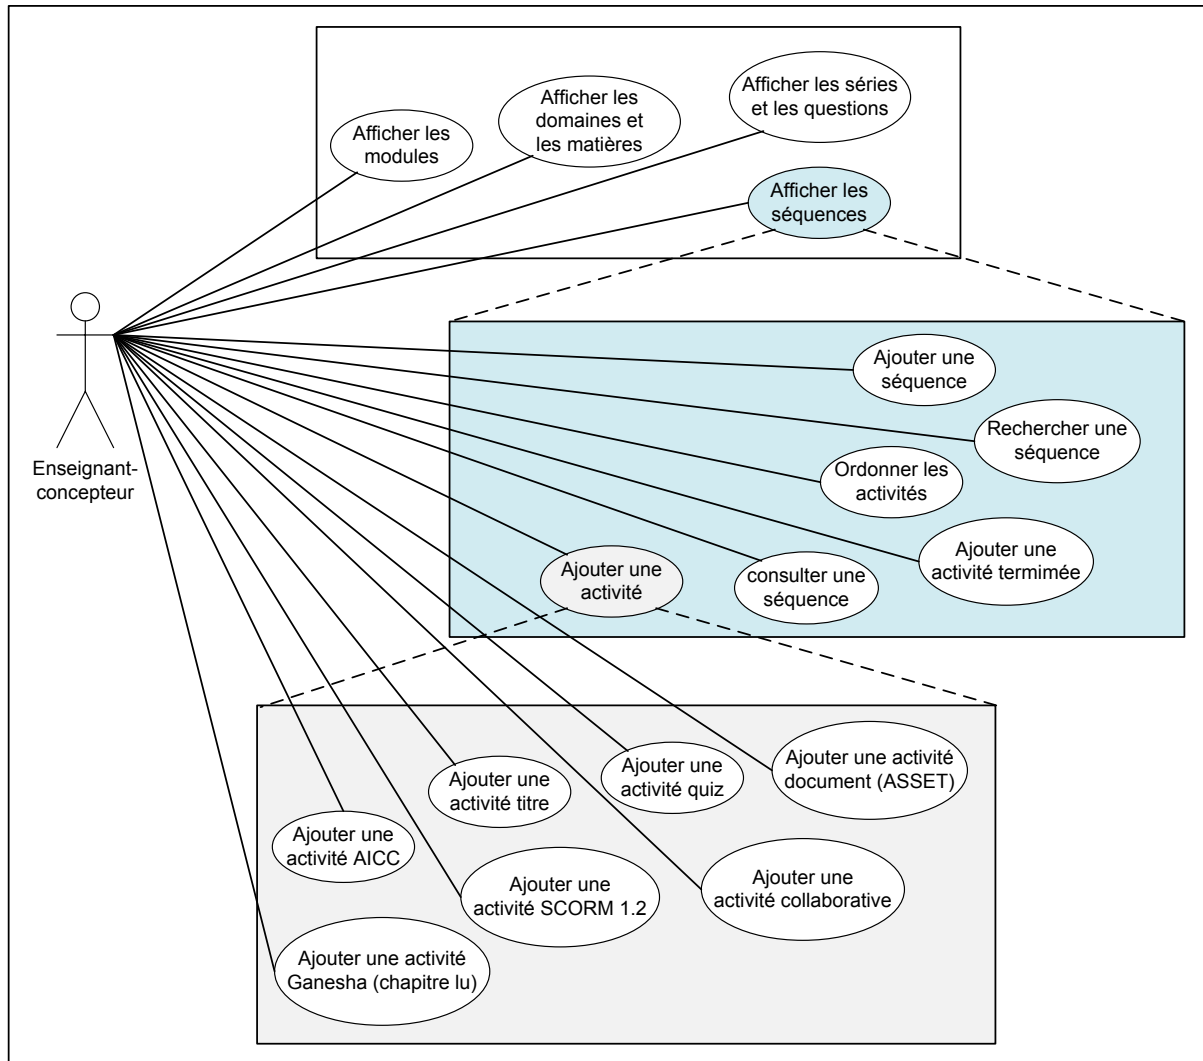 Afficher les séries
et les questions
Afficher les
domaines et
les matières
Afficher les
modules
Afficher les
séquences
Enseignant-
concepteur
Ajouter une
séquence
Rechercher une
séquence
Ordonner les
activités
Ajouter une
activité termimée
Ajouter une
activité
consulter une
séquence
Ajouter une activité
document (ASSET)
Ajouter une
activité titre
Ajouter une
activité quiz
Ajouter une
activité AICC
Ajouter une
activité SCORM 1.2
Ajouter une
activité collaborative
Ajouter une activité
Ganesha (chapitre lu)